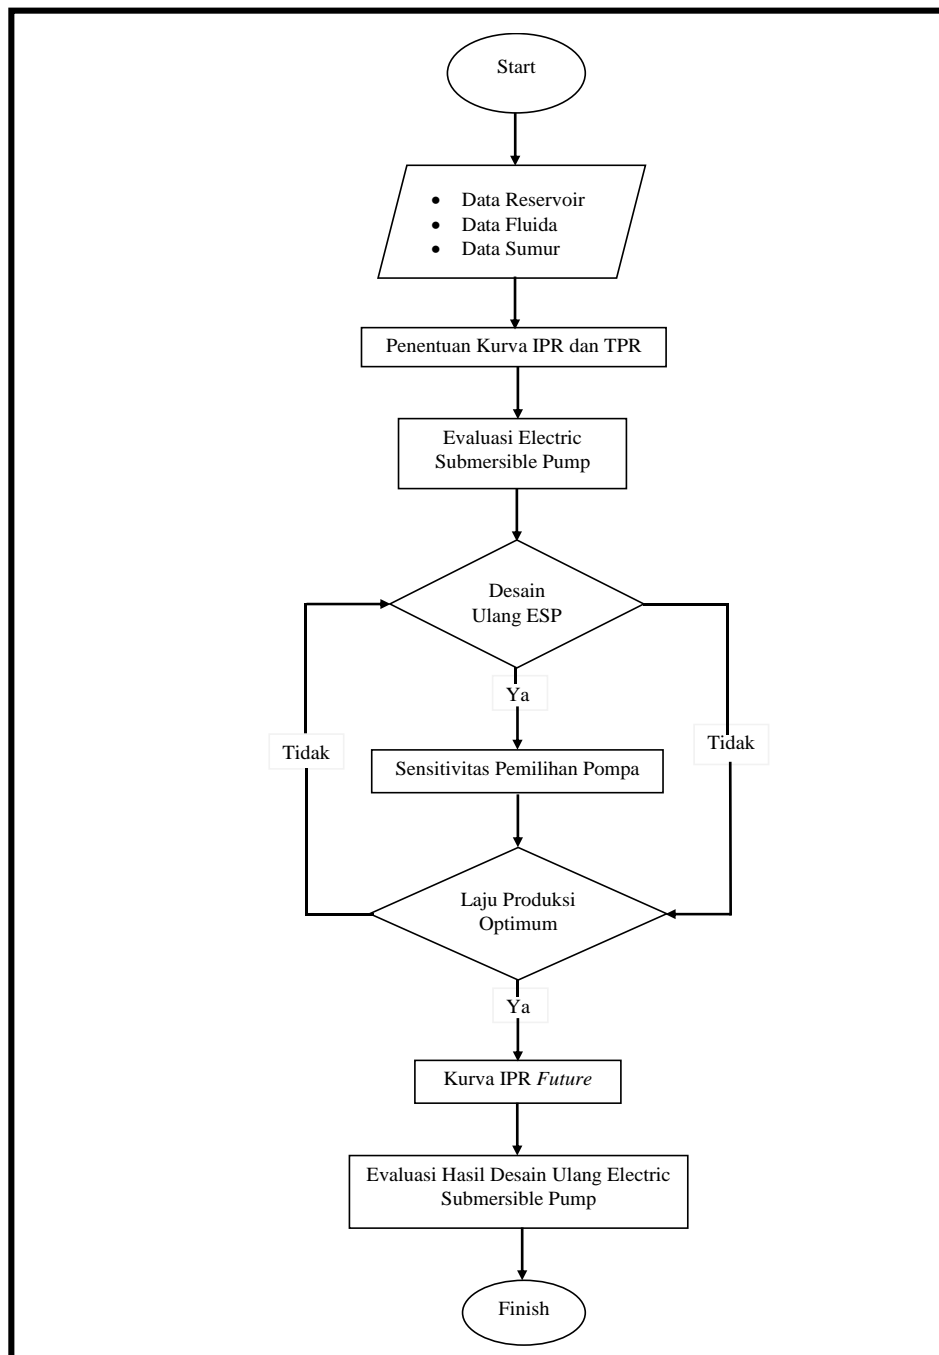 Start
• Data Reservoir
• Data Fluida
• Data Sumur
Penentuan Kurva IPR dan TPR
Evaluasi Electric
Submersible Pump
Desain
Ulang ESP
Ya
Tidak
Tidak
Sensitivitas Pemilihan Pompa
Laju Produksi
Optimum
Ya
Kurva IPR Future
Evaluasi Hasil Desain Ulang Electric
Submersible Pump
Finish